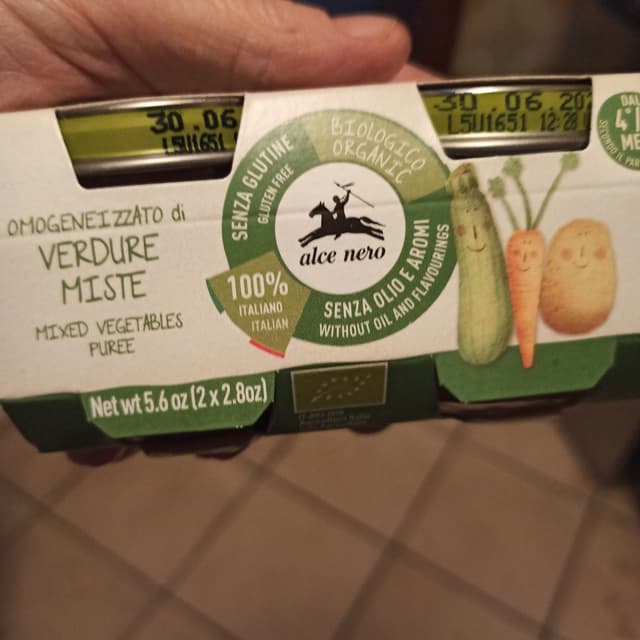 30.06
L5U1651
30.06.20
L5U1651 12:28
DAL
4°
ME
SENZA GLUTINE
GLUTEN FREE
BIOLOGICO
ORGANIC
alce nero
100%
ITALIANO
ITALIAN
SENZA OLIO E AROMI
WITHOUT OIL AND FLAVOURINGS
OMOGENEIZZATO di
VERDURE
MISTE
MIXED VEGETABLES
PUREE
Net wt 5.6 oz (2 x 2.8oz)